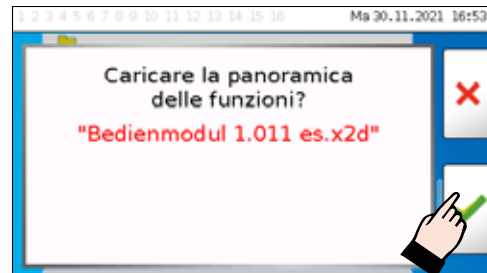 1 2 3 4 5 6 7 8 9 10 11 12 13 14 15 16 Ma 30.11.2021 16:53
Caricare la panoramica
delle funzioni?
"Bedienmodul 1.011 es.x2d"